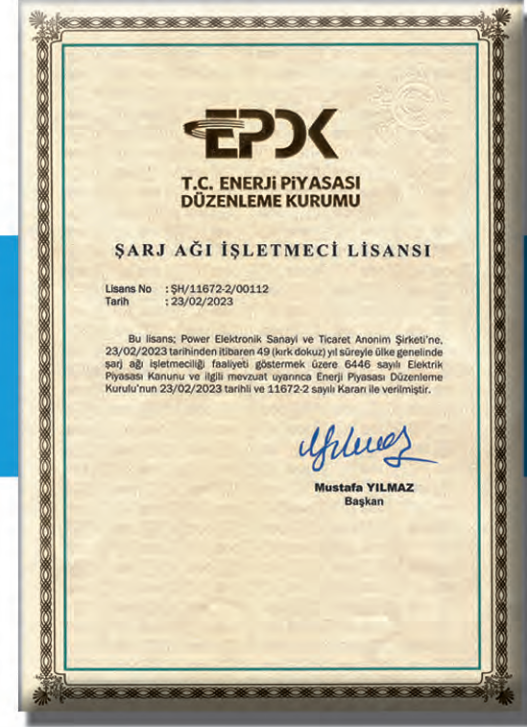 EPDK
T.C. ENERJİ PİYASASI
DÜZENLEME KURUMU
ŞARJ AĞI İŞLETMECİ LİSANSI
Lisans No : ŞH/11672-2/00112
Tarih : 23/02/2023
Bu lisans; Power Elektronik Sanayi ve Ticaret Anonim Şirketi'ne,
23/02/2023 tarihinden itibaren 49 (kırk dokuz) yıl süreyle ülke genelinde
şarj ağı işletmeciliği faaliyeti göstermek üzere 6446 sayılı Elektrik
Piyasası Kanunu ve ilgili mevzuat uyarınca Enerji Piyasası Düzenleme
Kurulu'nun 23/02/2023 tarihli ve 11672-2 sayılı Kararı ile verilmiştir.
Mustafa YILMAZ
Başkan